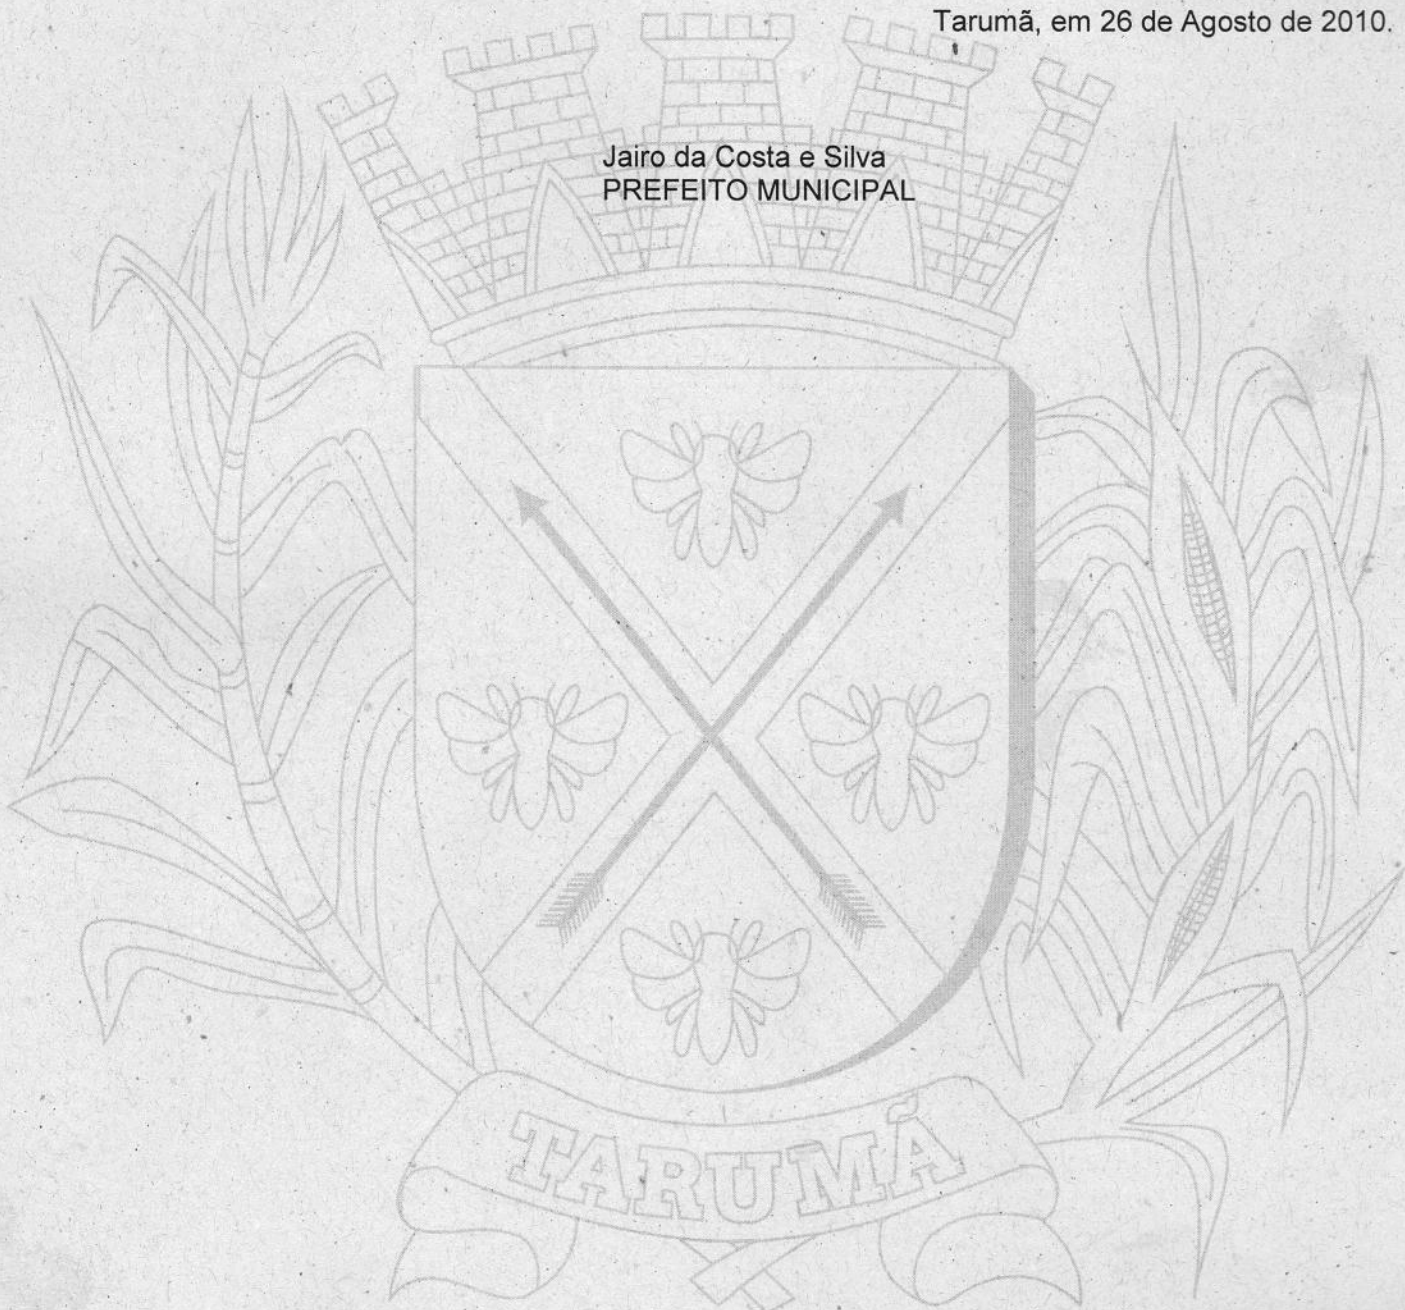 Tarumã, em 26 de Agosto de 2010.
Jairo da Costa e Silva
PREFEITO MUNICIPAL
TARUMÃ